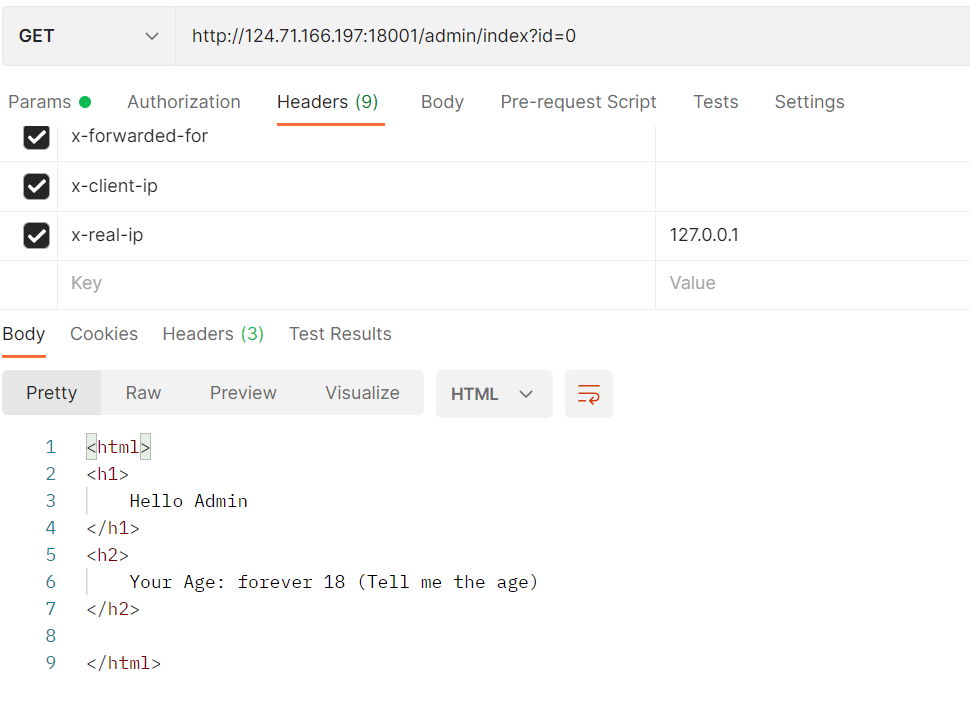 GET http://124.71.166.197:18001/admin/index?id=0
Params Authorization Headers (9) Body Pre-request Script Tests Settings
x-forwarded-for
x-client-ip
x-real-ip 127.0.0.1
Key Value
Body Cookies Headers (3) Test Results
Pretty Raw Preview Visualize HTML
1 <html>
2 <h1>
3 Hello Admin
4 </h1>
5 <h2>
6 Your Age: forever 18 (Tell me the age)
7 </h2>
8
9 </html>